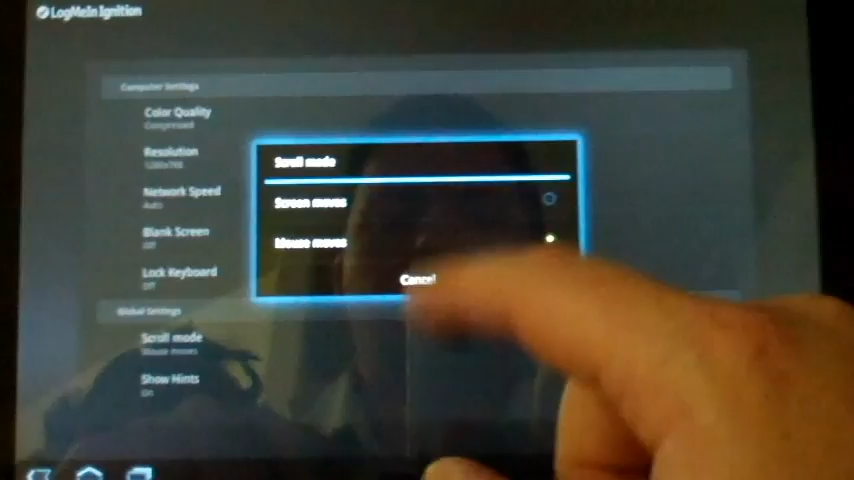 LogMeIn Ignition
Computer Settings
Color Quality
Compressed
Resolution
Network Speed
Auto
Blank Screen
Off
Lock Keyboard
Off
Global Settings
Scroll mode
Mouse moves
Show Hints
On
Scroll mode
Screen moves
Mouse moves
Cancel